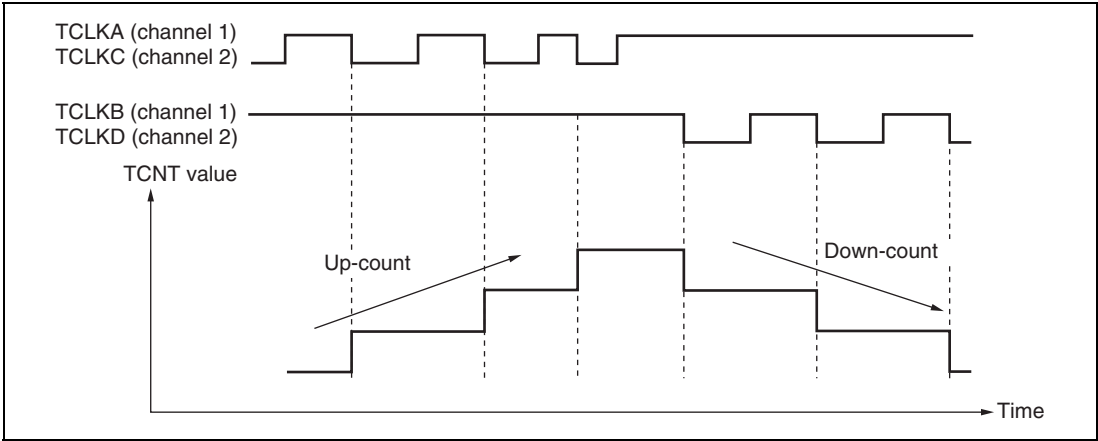 TCLKA (channel 1)
TCLKC (channel 2)
TCLKB (channel 1)
TCLKD (channel 2)
TCNT value
Up-count
Down-count
Time